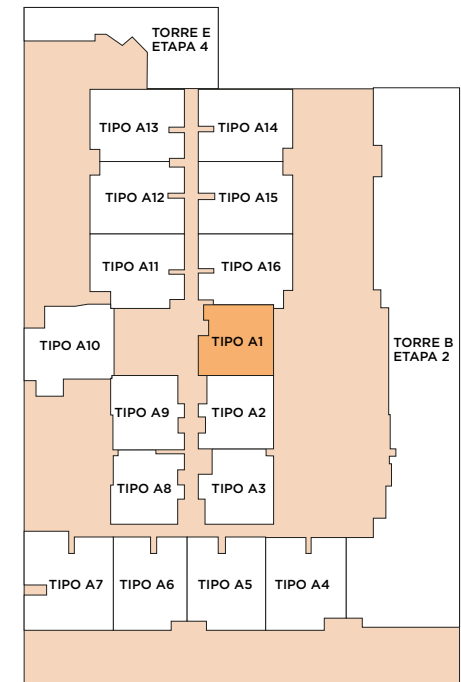 TORRE E
ETAPA 4
TIPO A13
TIPO A14
TIPO A12
TIPO A15
TIPO A11
TIPO A16
TIPO A10
TIPO A1
TORRE B
ETAPA 2
TIPO A9
TIPO A2
TIPO A8
TIPO A3
TIPO A7
TIPO A6
TIPO A5
TIPO A4